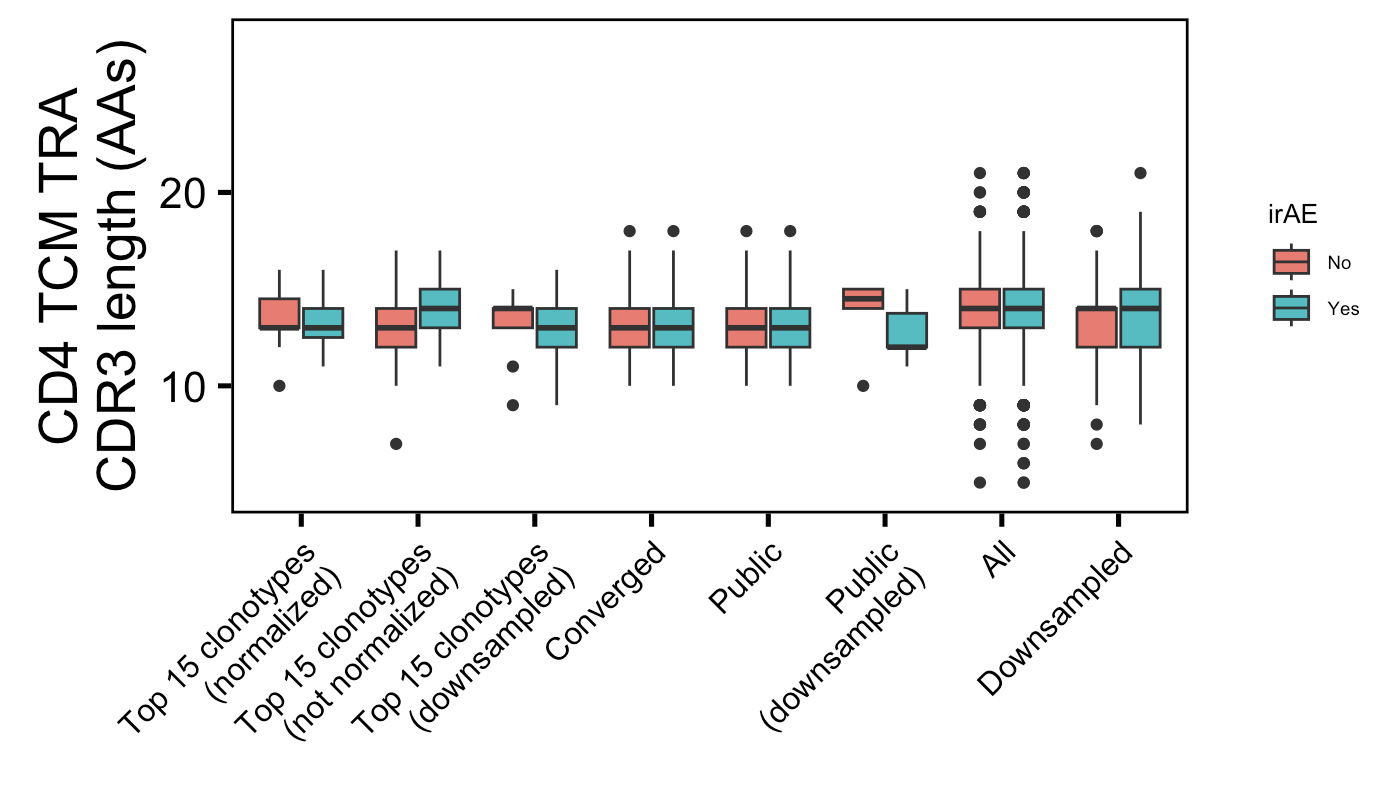 CD4 TCM TRA
CDR3 length (AAs)
20
10
Top 15 clonotypes
(normalized)
Top 15 clonotypes
(not normalized)
Top 15 clonotypes
(downsampled)
Converged
Public
Public
(downsampled)
All
Downsampled
irAE
No
Yes